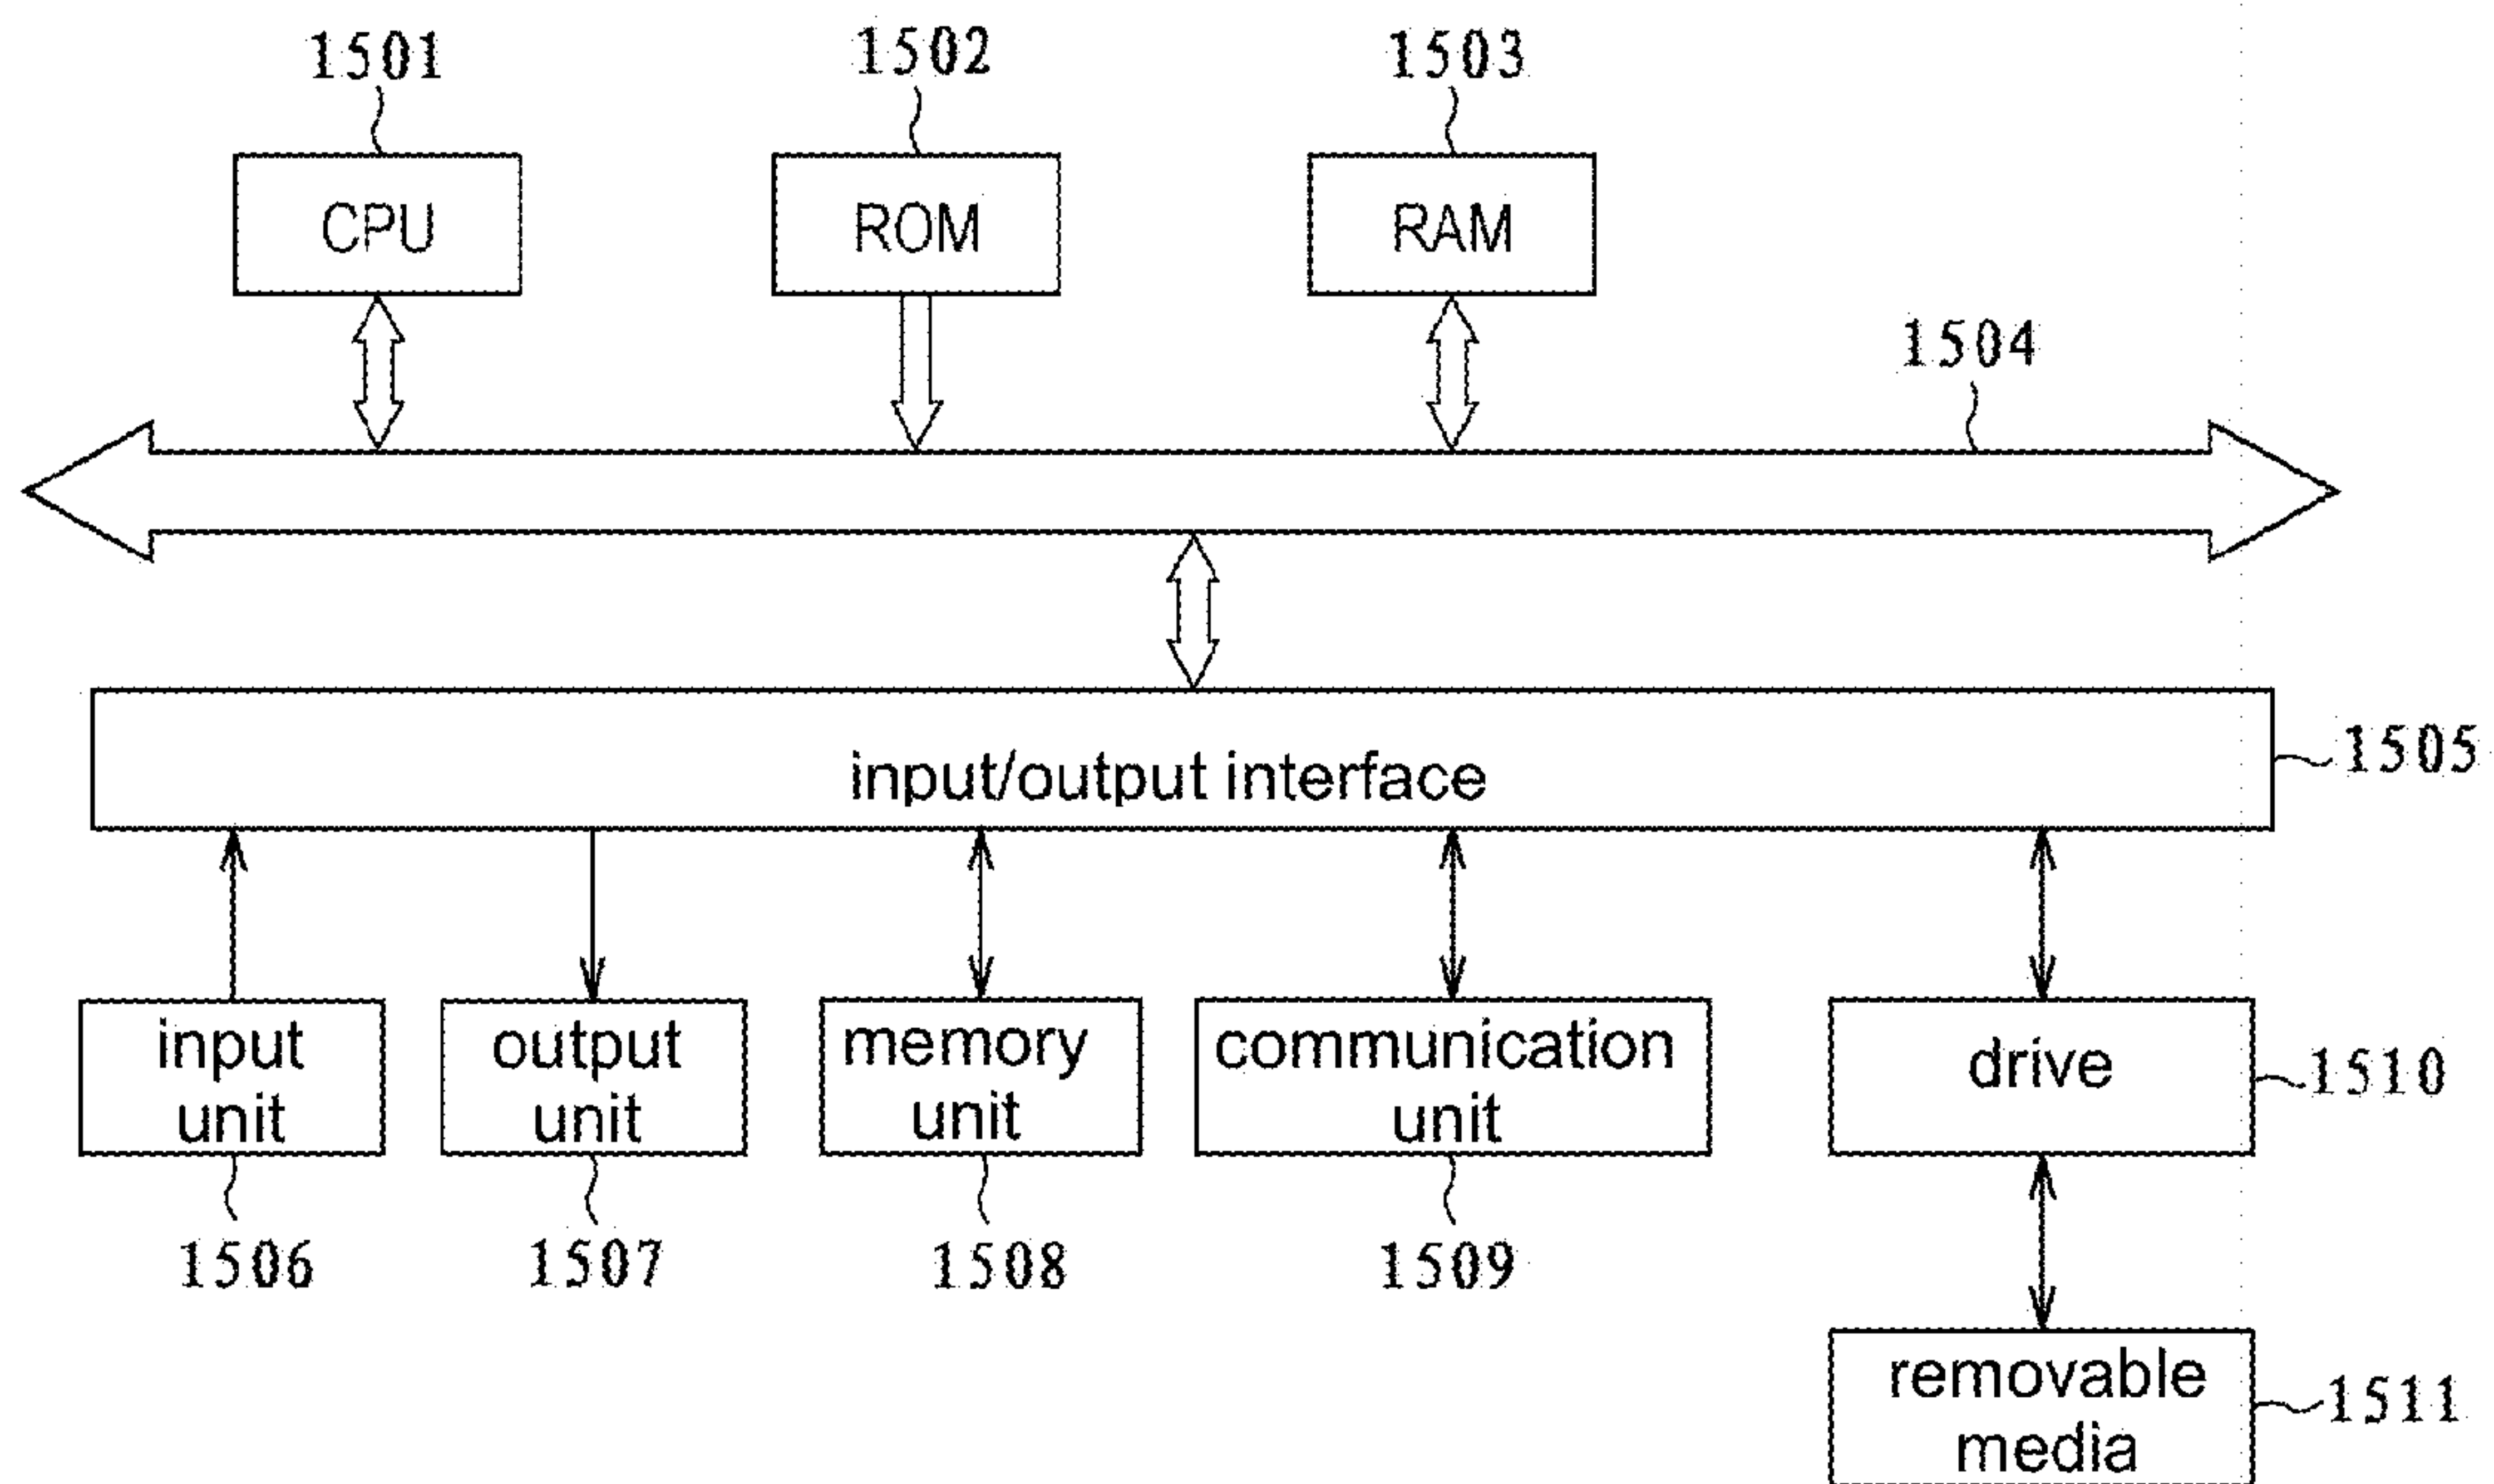 1501
1502
1503
CPU
ROM
RAM
1504
input/output interface
1505
input
unit
output
unit
memory
unit
communication
unit
drive
1510
1506
1507
1508
1509
removable
media
1511